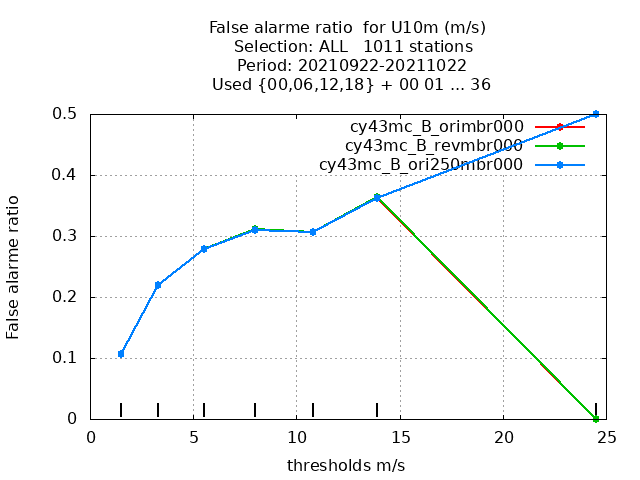 False alarme ratio  for U10m (m/s)
Selection: ALL   1011 stations
Period: 20210922-20211022
Used {00,06,12,18} + 00 01 ... 36
cy43mc_B_orimbr000
cy43mc_B_revmbr000
cy43mc_B_ori250mbr000
False alarme ratio
0.5
0.4
0.3
0.2
0.1
0
0 5 10 15 20 25
thresholds m/s